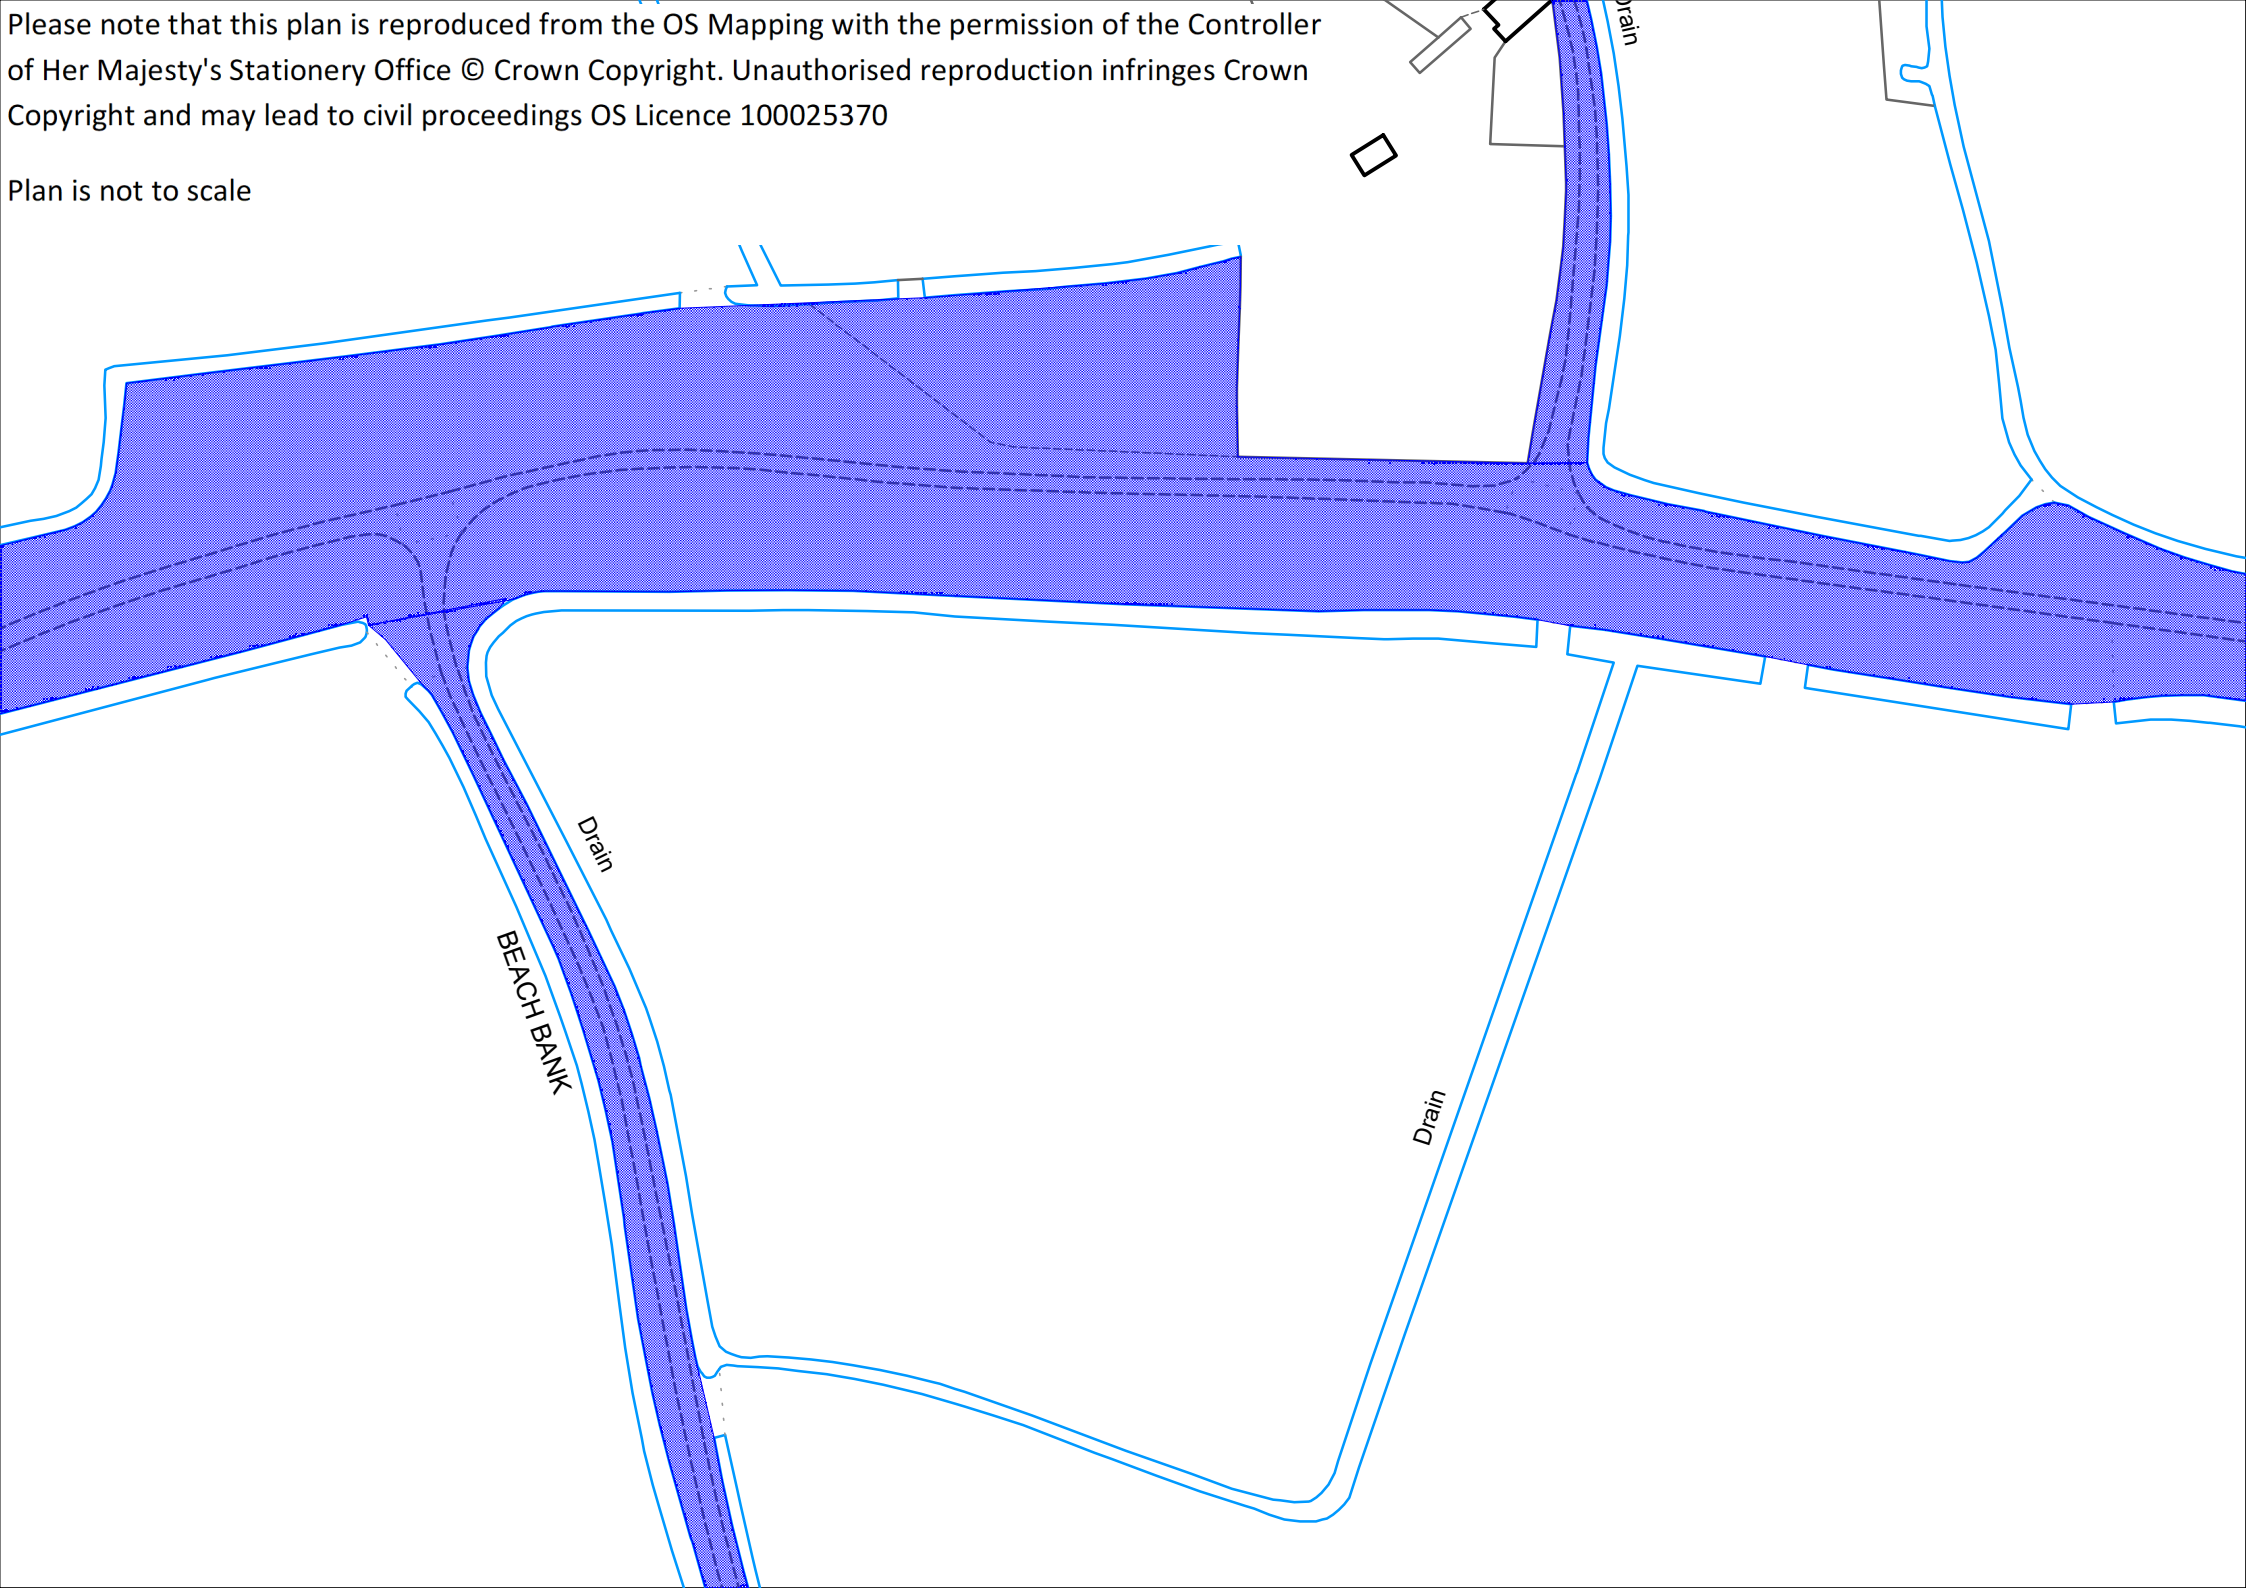 Please note that this plan is reproduced from the OS Mapping with the permission of the Controller
of Her Majesty's Stationery Office © Crown Copyright. Unauthorised reproduction infringes Crown
Copyright and may lead to civil proceedings OS Licence 100025370
Plan is not to scale
Drain
Drain
BEACH BANK
Drain